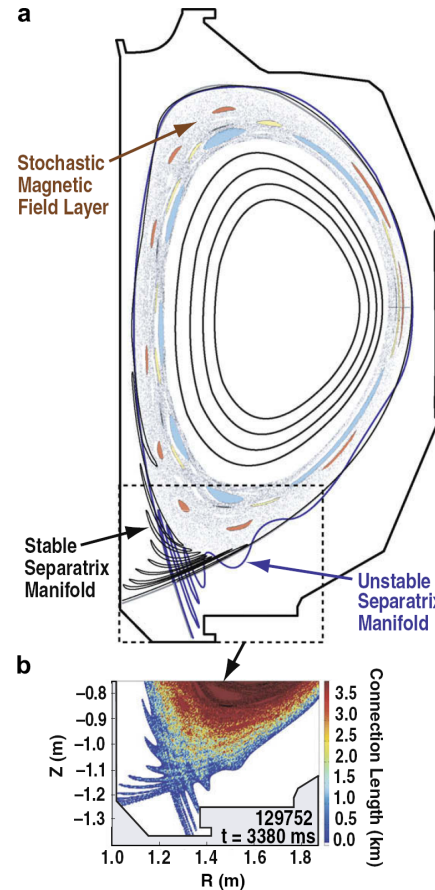 a
Stochastic
Magnetic
Field Layer
Stable
Separatrix
Manifold
Unstable
Separatrix
Manifold
b
Z (m)
−0.8
−0.9
−1.0
−1.1
−1.2
−1.3
129752
t = 3380 ms
1.0 1.2 1.4 1.6 1.8
R (m)
3.5
3.0
2.5
2.0
1.5
1.0
0.5
0.0
Connection Length (km)